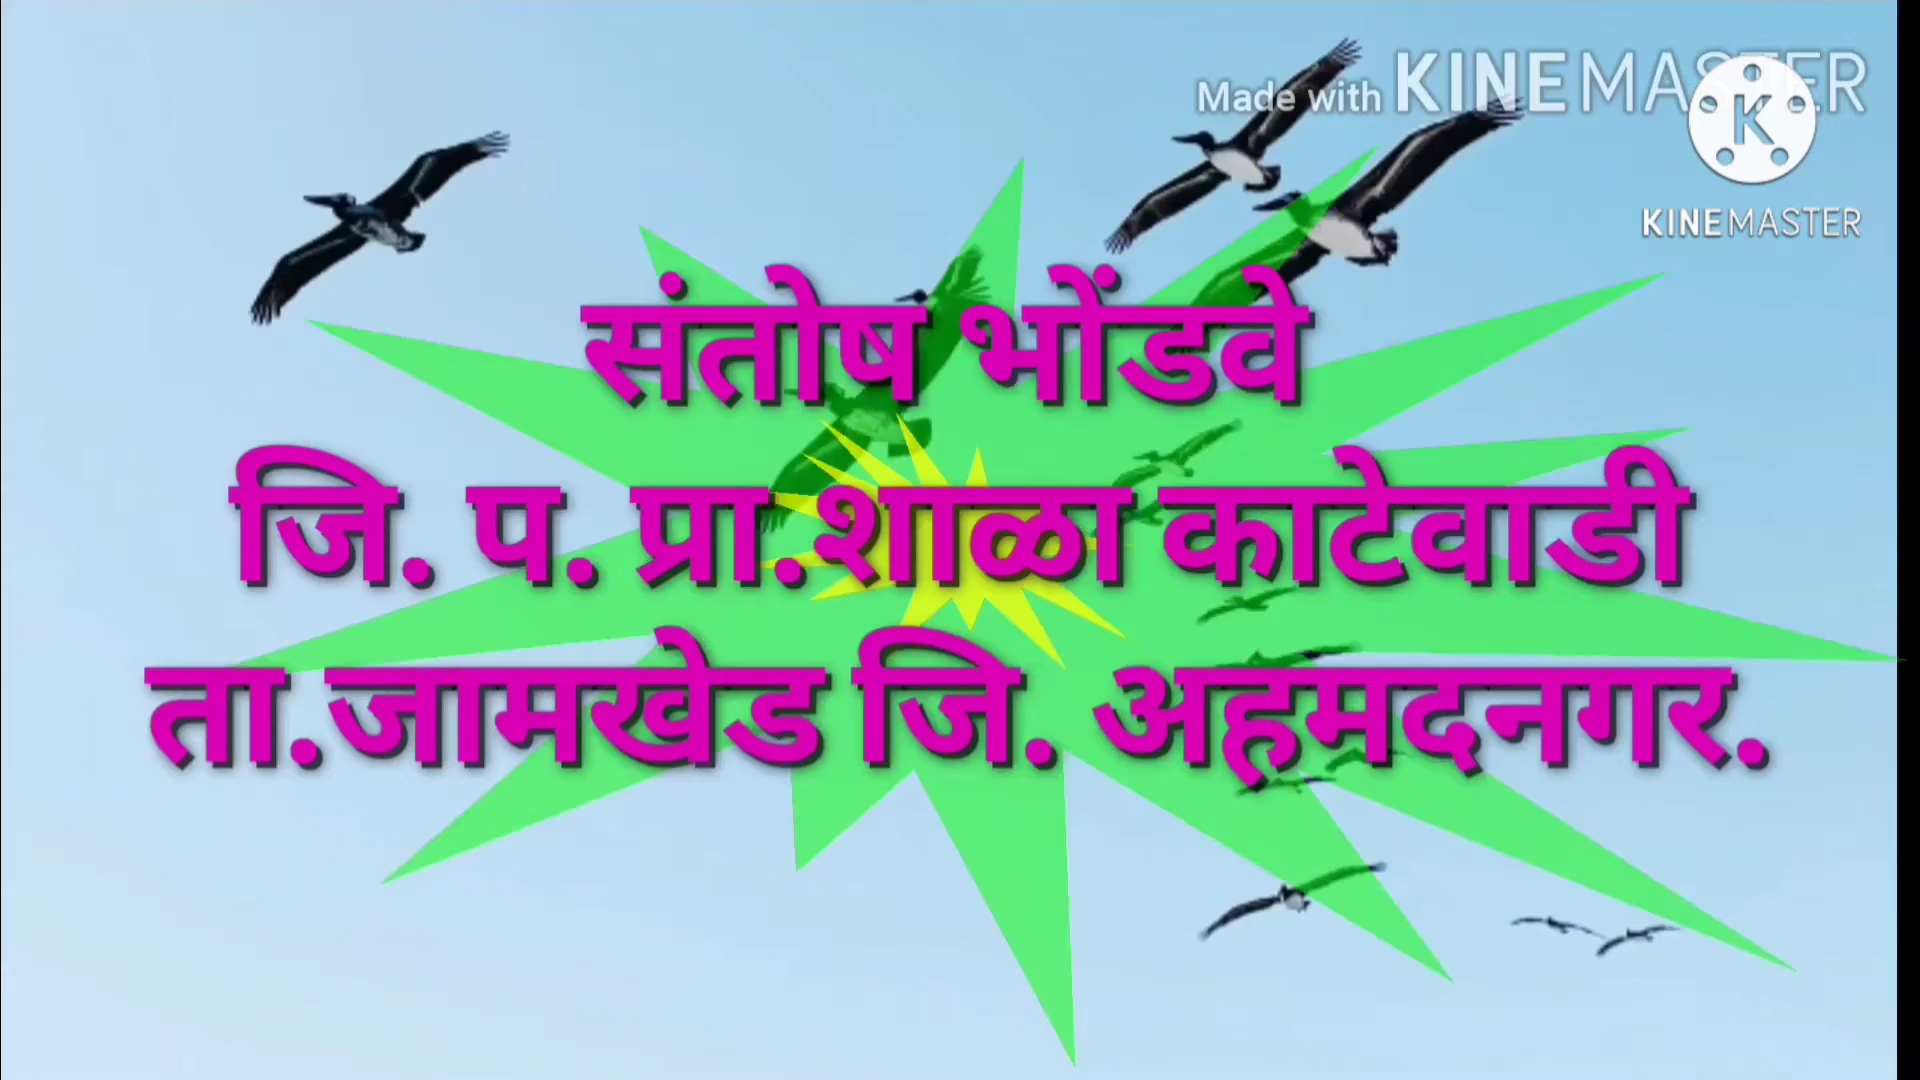 Made with KINEMASTER
KINEMASTER
संतोष भोंडवे
जि. प. प्रा.शाळा काटेवाडी
ता.जामखेड जि. अहमदनगर.